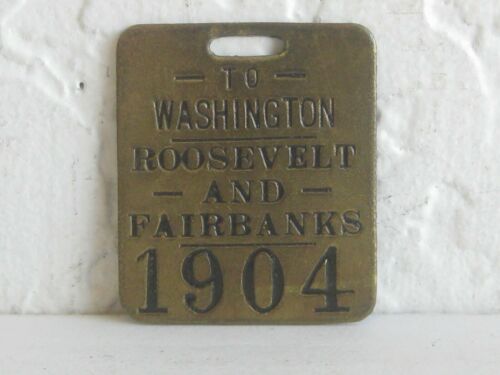 — TO —
WASHINGTON
ROOSEVELT
— AND —
FAIRBANKS
1904